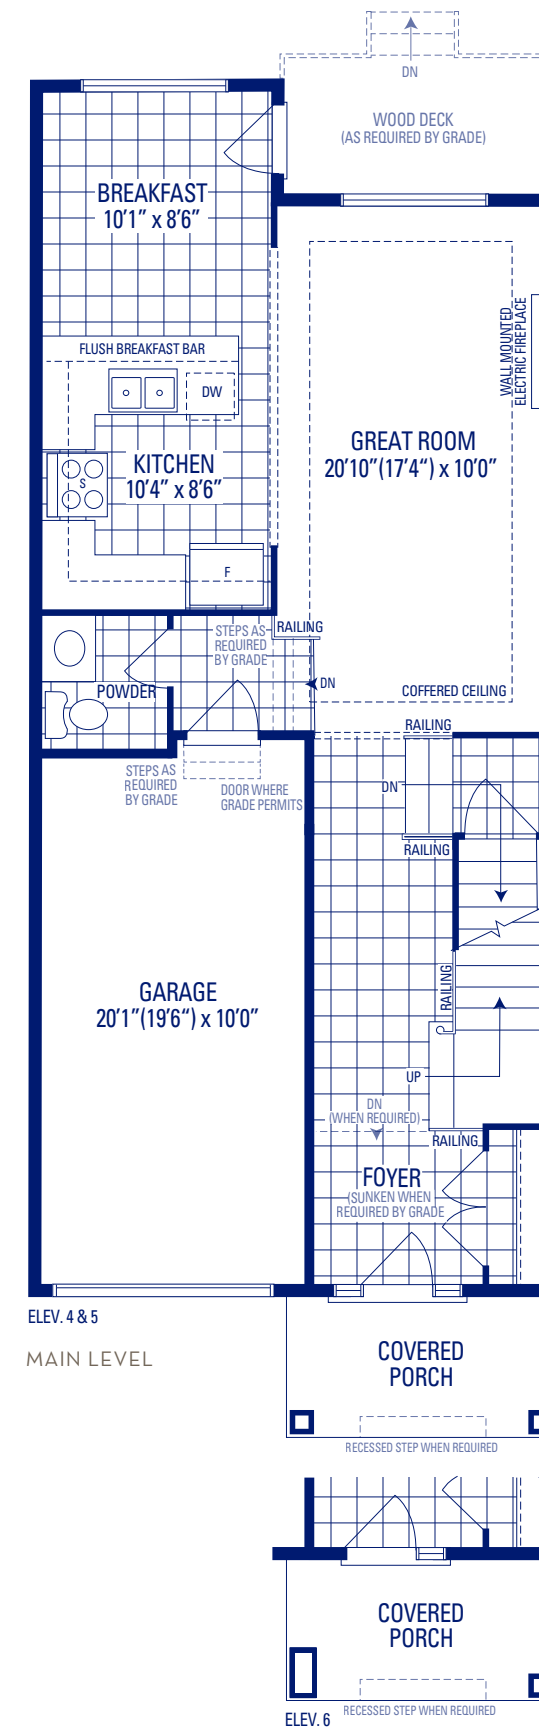 DN
WOOD DECK
(AS REQUIRED BY GRADE)
BREAKFAST
10'1" x 8'6"
WALL MOUNTED
ELECTRIC FIREPLACE
FLUSH BREAKFAST BAR
DW
GREAT ROOM
20'10"(17'4") x 10'0"
KITCHEN
10'4" x 8'6"
S
F
STEPS AS
REQUIRED
BY GRADE
RAILING
POWDER
DN
COFFERED CEILING
RAILING
STEPS AS
REQUIRED
BY GRADE
DOOR WHERE
GRADE PERMITS
DN
RAILING
RAILING
GARAGE
20'1"(19'6") x 10'0"
UP
DN
(WHEN REQUIRED)
RAILING
FOYER
(SUNKEN WHEN
REQUIRED BY GRADE
ELEV. 4 & 5
MAIN LEVEL
COVERED
PORCH
RECESSED STEP WHEN REQUIRED
COVERED
PORCH
RECESSED STEP WHEN REQUIRED
ELEV. 6